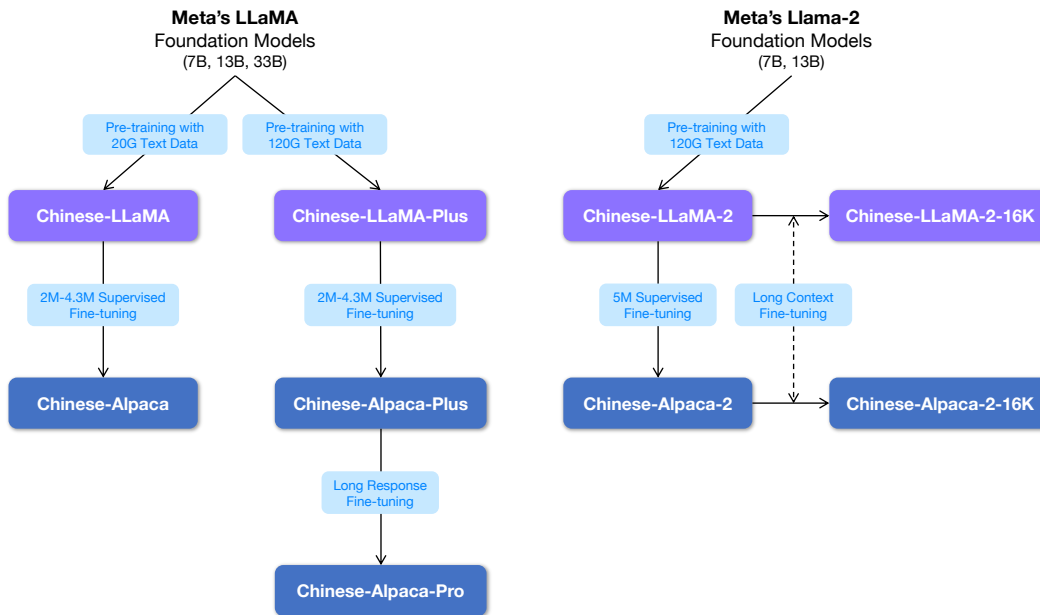 Meta's LLaMA
Foundation Models
(7B, 13B, 33B)
Pre-training with
20G Text Data
Pre-training with
120G Text Data
Chinese-LLaMA
Chinese-LLaMA-Plus
2M-4.3M Supervised
Fine-tuning
2M-4.3M Supervised
Fine-tuning
Chinese-Alpaca
Chinese-Alpaca-Plus
Long Response
Fine-tuning
Chinese-Alpaca-Pro
Meta's Llama-2
Foundation Models
(7B, 13B)
Pre-training with
120G Text Data
Chinese-LLaMA-2
Chinese-LLaMA-2-16K
5M Supervised
Fine-tuning
Long Context
Fine-tuning
Chinese-Alpaca-2
Chinese-Alpaca-2-16K